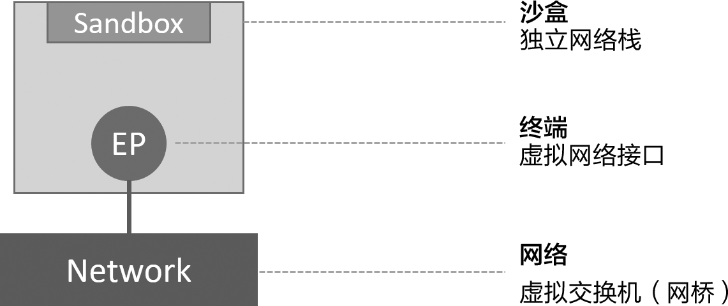 Sandbox
沙盒
独立网络栈
EP
终端
虚拟网络接口
Network
网络
虚拟交换机（网桥）